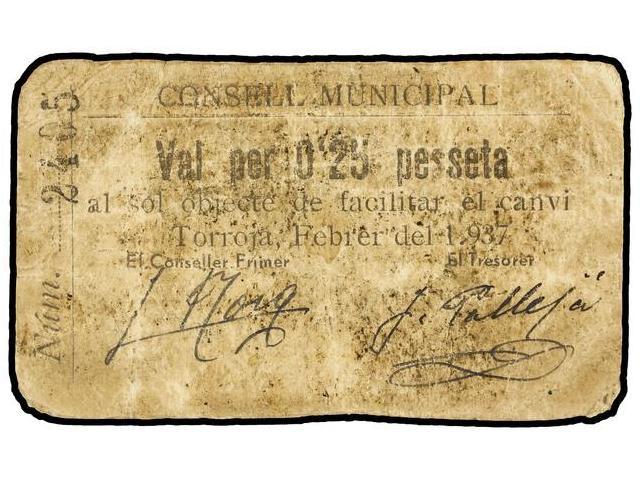 CONSELL MUNICIPAL
Val per 0'25 pesseta
al sol objecte de facilitar el canvi
Torroja, Febrer del 1.937
El Conseller Primer
El Tresorer
J. Pallejà
Núm.